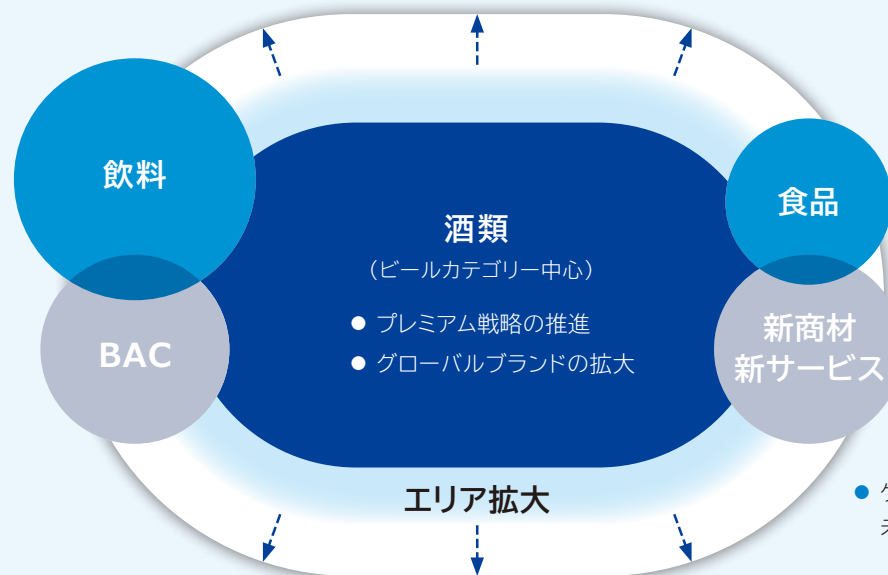 飲料
BAC
酒類
（ビールカテゴリー中心）
● プレミアム戦略の推進
● グローバルブランドの拡大
食品
新商材
新サービス
エリア拡大